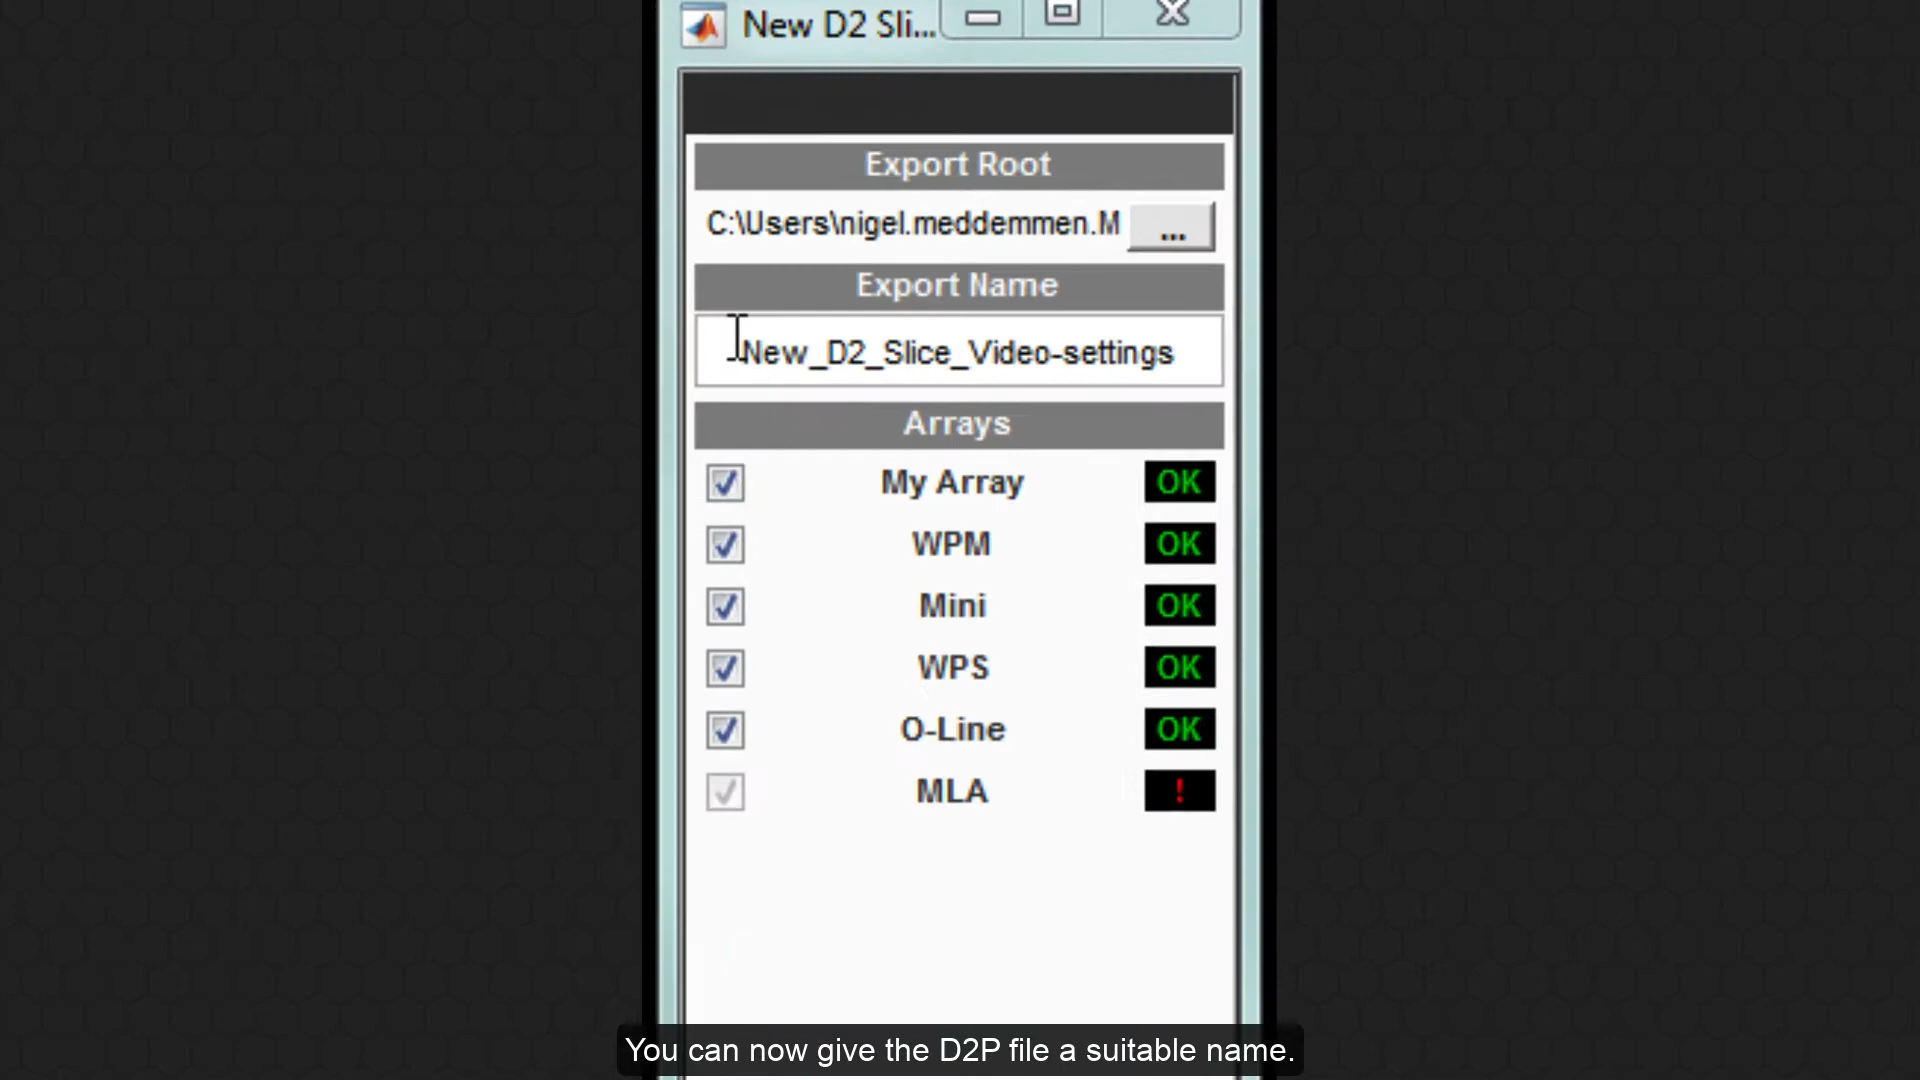 New D2 Sli...
Export Root
C:\Users\nigel.meddemmen.M ...
Export Name
New_D2_Slice_Video-settings
Arrays
My Array OK
WPM OK
Mini OK
WPS OK
O-Line OK
MLA !
You can now give the D2P file a suitable name.